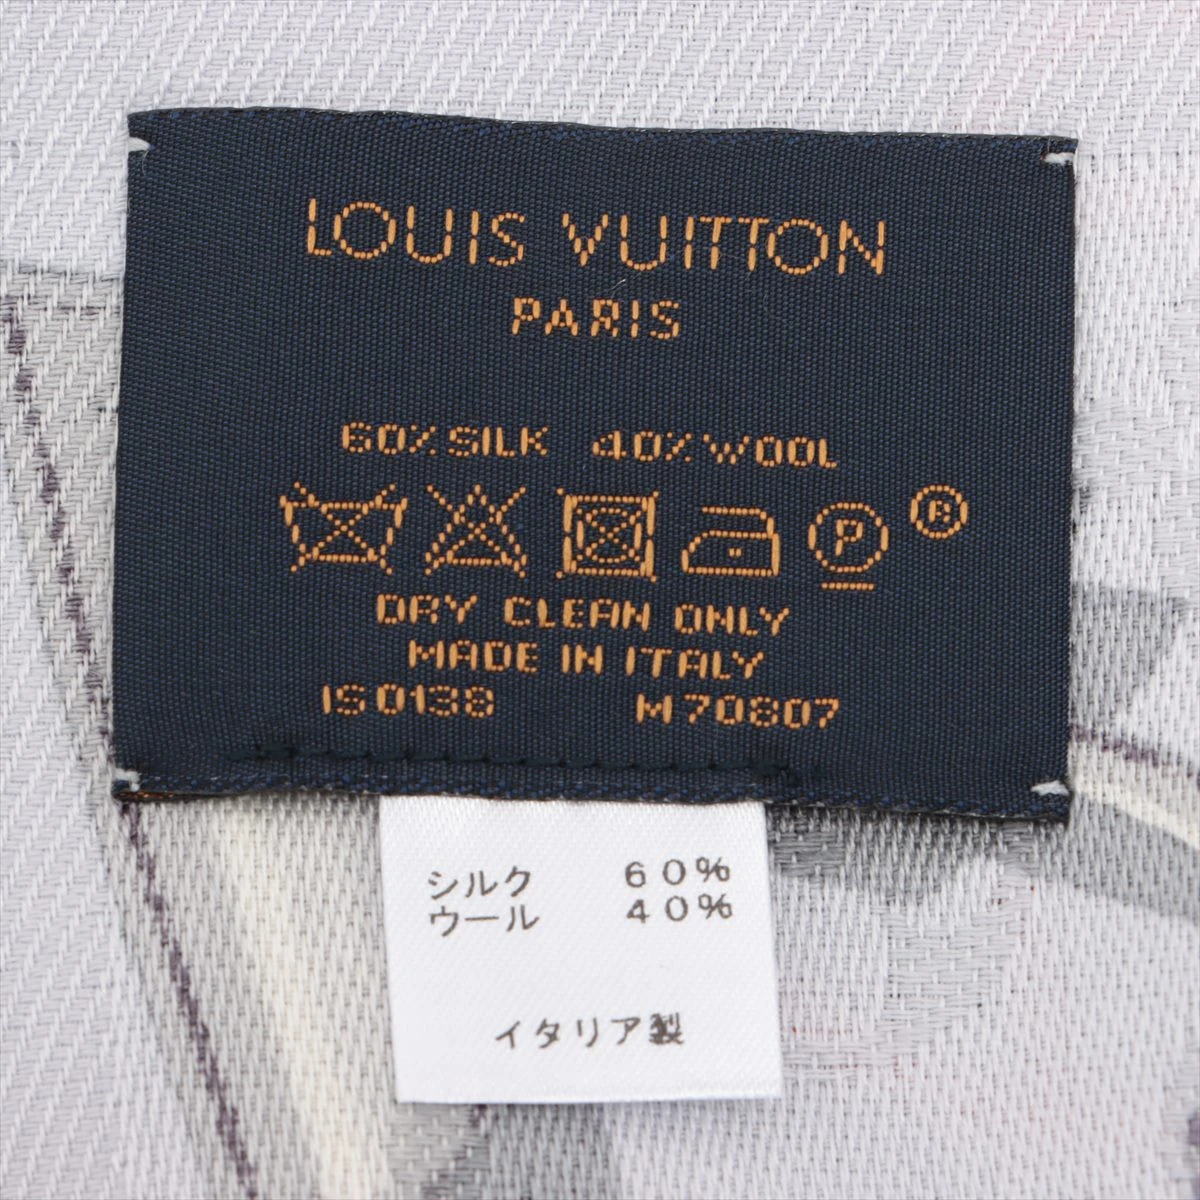 LOUIS VUITTON
PARIS
60% SILK 40% WOOL
P ®
DRY CLEAN ONLY
MADE IN ITALY
IS0138 M70807
シルク 60%
ウール 40%
イタリア製